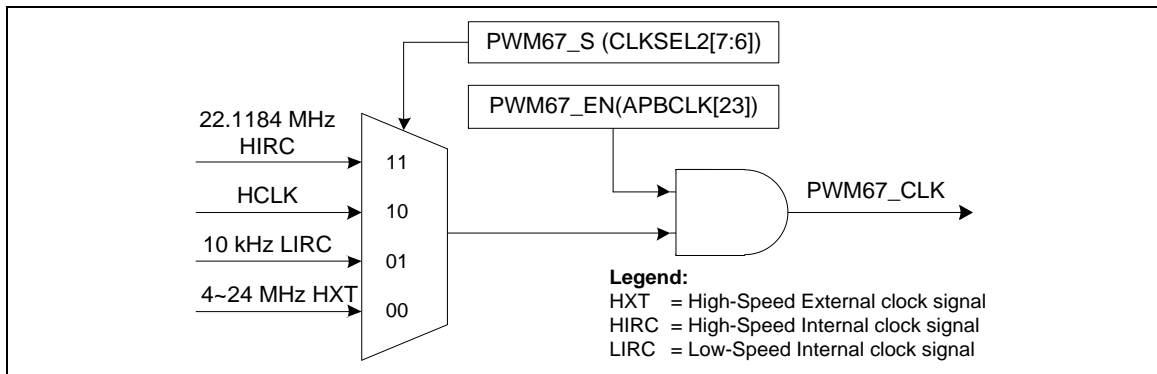 PWM67_S (CLKSEL2[7:6])
PWM67_EN(APBCLK[23])
22.1184 MHz
HIRC
11
HCLK
10
10 kHz LIRC
01
4~24 MHz HXT
00
PWM67_CLK
Legend:
HXT = High-Speed External clock signal
HIRC = High-Speed Internal clock signal
LIRC = Low-Speed Internal clock signal